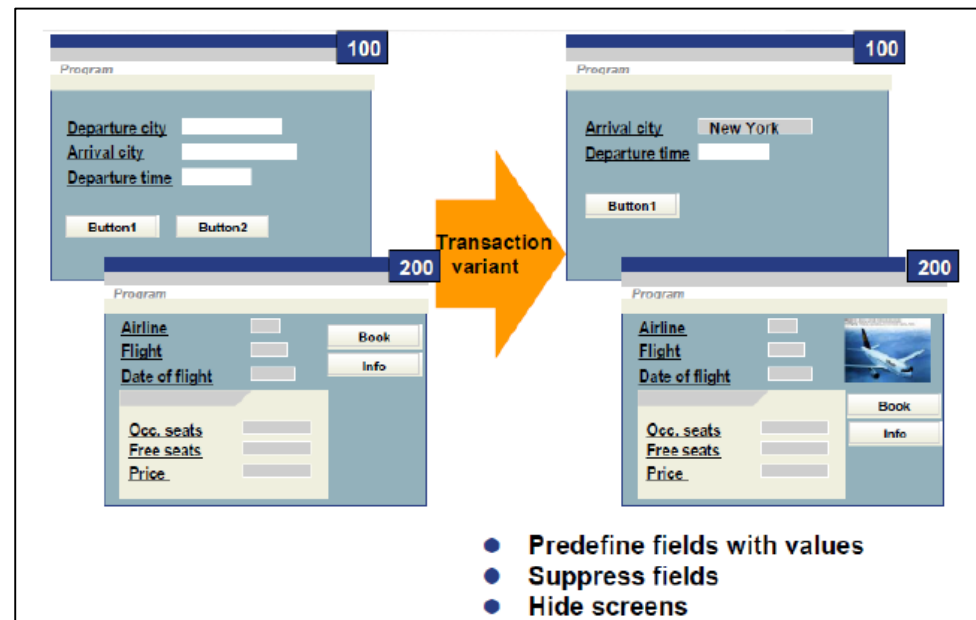 100
Program
Departure city
Arrival city
Departure time
Button1 Button2
200
Program
Airline
Flight
Date of flight
Book
Info
Occ. seats
Free seats
Price
Transaction
variant
100
Program
Arrival city New York
Departure time
Button1
200
Program
Airline
Flight
Date of flight
Book
Info
Occ. seats
Free seats
Price
Predefine fields with values
Suppress fields
Hide screens